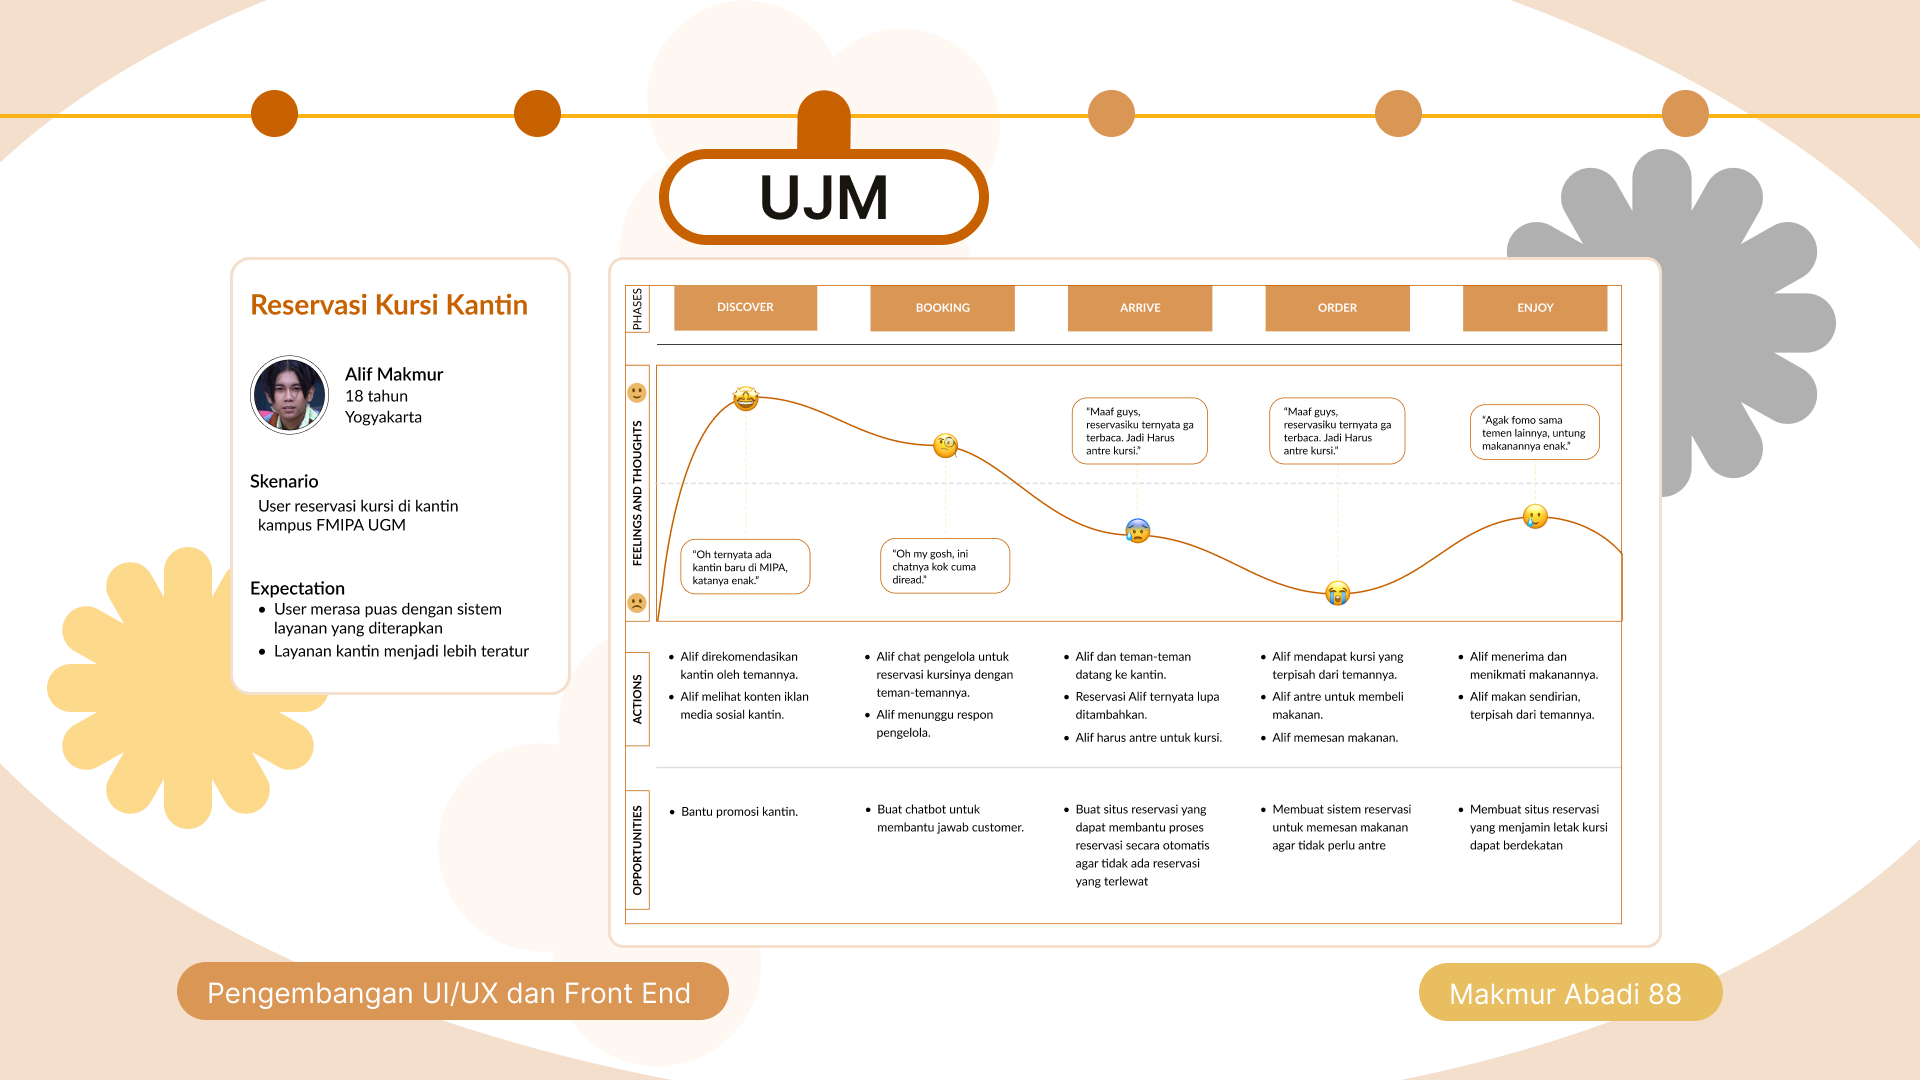 UJM
Reservasi Kursi Kantin
Alif Makmur
18 tahun
Yogyakarta
Skenario
User reservasi kursi di kantin
kampus FMIPA UGM
Expectation
• User merasa puas dengan sistem
layanan yang diterapkan
• Layanan kantin menjadi lebih teratur
PHASES
DISCOVER
BOOKING
ARRIVE
ORDER
ENJOY
FEELINGS AND THOUGHTS
“Oh ternyata ada
kantin baru di MIPA,
katanya enak.”
“Oh my gosh, ini
chatnya kok cuma
diread.”
“Maaf guys,
reservasiku ternyata ga
terbaca. Jadi Harus
antre kursi.”
“Maaf guys,
reservasiku ternyata ga
terbaca. Jadi Harus
antre kursi.”
“Agak fomo sama
temen lainnya, untung
makanannya enak.”
ACTIONS
• Alif direkomendasikan
kantin oleh temannya.
• Alif melihat konten iklan
media sosial kantin.
• Alif chat pengelola untuk
reservasi kursinya dengan
teman-temannya.
• Alif menunggu respon
pengelola.
• Alif dan teman-teman
datang ke kantin.
• Reservasi Alif ternyata lupa
ditambahkan.
• Alif harus antre untuk kursi.
• Alif mendapat kursi yang
terpisah dari temannya.
• Alif antre untuk membeli
makanan.
• Alif memesan makanan.
• Alif menerima dan
menikmati makanannya.
• Alif makan sendirian,
terpisah dari temannya.
OPPORTUNITIES
• Bantu promosi kantin.
• Buat chatbot untuk
membantu jawab customer.
• Buat situs reservasi yang
dapat membantu proses
reservasi secara otomatis
agar tidak ada reservasi
yang terlewat
• Membuat sistem reservasi
untuk memesan makanan
agar tidak perlu antre
• Membuat situs reservasi
yang menjamin letak kursi
dapat berdekatan
Pengembangan UI/UX dan Front End
Makmur Abadi 88